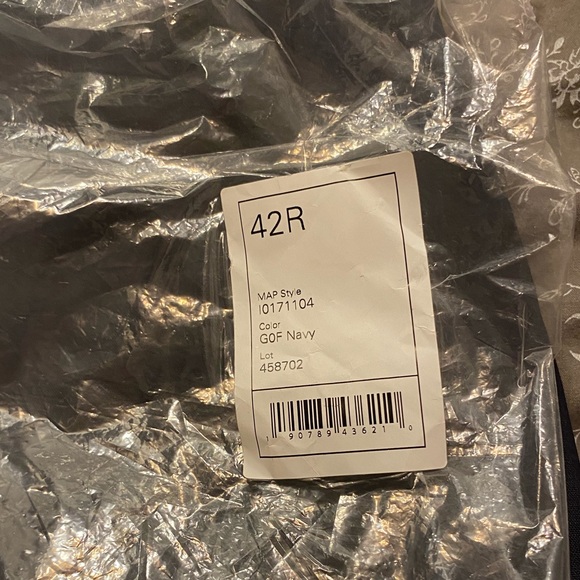 42R
MAP Style
I0171104
Color
G0F Navy
Lot
458702
1 90789 43621 0